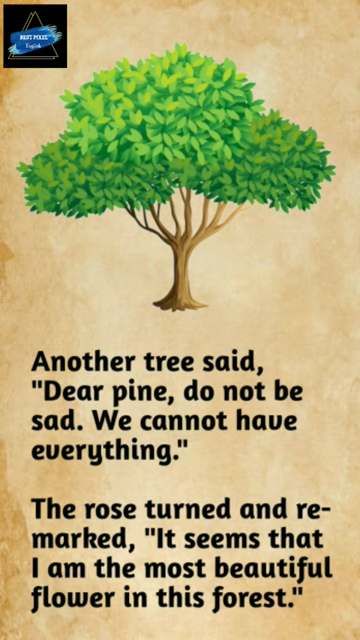 BEST PIXEL
English
Another tree said,
"Dear pine, do not be
sad. We cannot have
everything."
The rose turned and re-
marked, "It seems that
I am the most beautiful
flower in this forest."